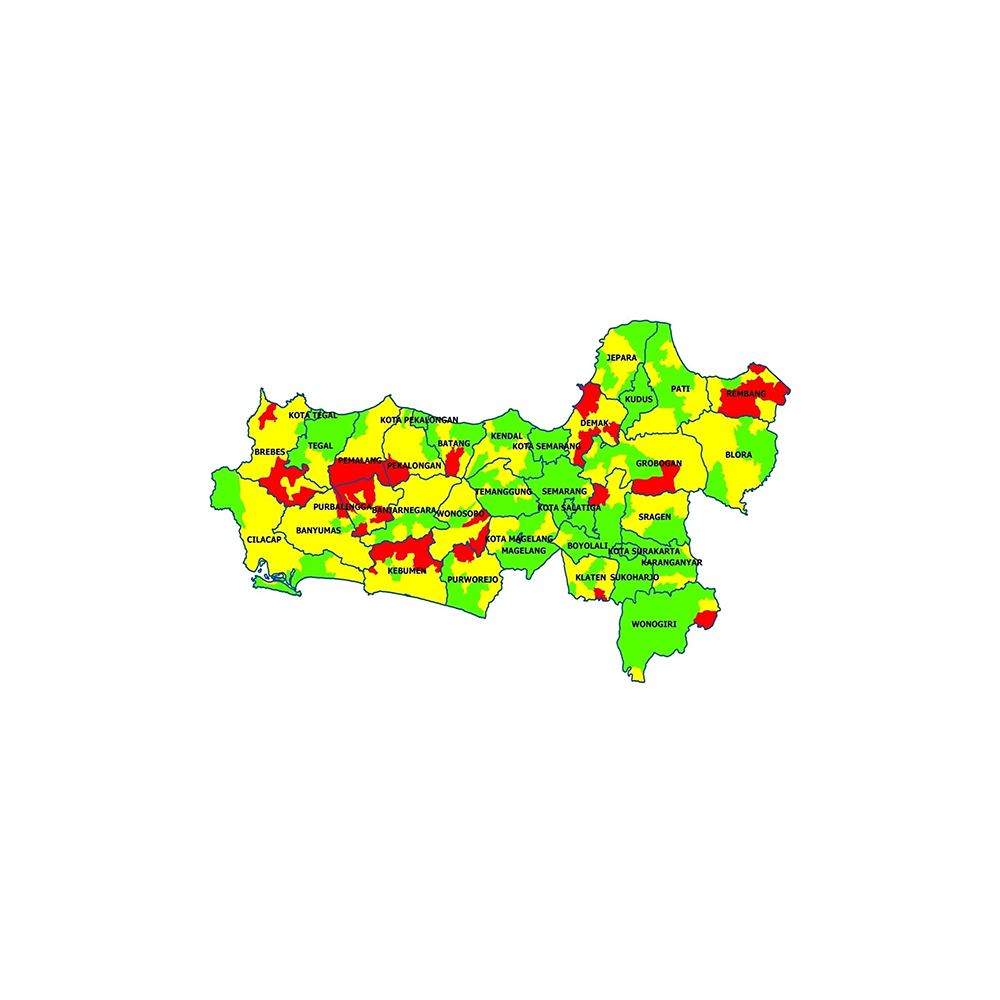 JEPARA
PATI
REMBANG
KUDUS
KOTA TEGAL
KOTA PEKALONGAN
DEMAK
KENDAL
BATANG
TEGAL
KOTA SEMARANG
BREBES
BLORA
PEMALANG
PEKALONGAN
GROBOGAN
TEMANGGUNG
SEMARANG
PURBALINGGA
BANJARNEGARA
WONOSOBO
KOTA SALATIGA
SRAGEN
BANYUMAS
CILACAP
KOTA MAGELANG
MAGELANG
BOYOLALI
KOTA SURAKARTA
KARANGANYAR
KEBUMEN
PURWOREJO
KLATEN
SUKOHARJO
WONOGIRI